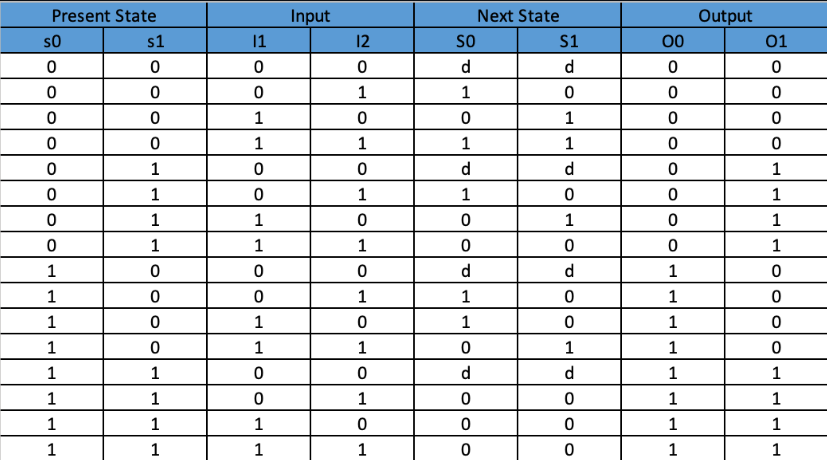 Present State Input Next State Output
s0 s1 I1 I2 S0 S1 O0 O1
0 0 0 0 d d 0 0
0 0 0 1 1 0 0 0
0 0 1 0 0 1 0 0
0 0 1 1 1 1 0 0
0 1 0 0 d d 0 1
0 1 0 1 1 0 0 1
0 1 1 0 0 1 0 1
0 1 1 1 0 0 0 1
1 0 0 0 d d 1 0
1 0 0 1 1 0 1 0
1 0 1 0 1 0 1 0
1 0 1 1 0 1 1 0
1 1 0 0 d d 1 1
1 1 0 1 0 0 1 1
1 1 1 0 0 0 1 1
1 1 1 1 0 0 1 1